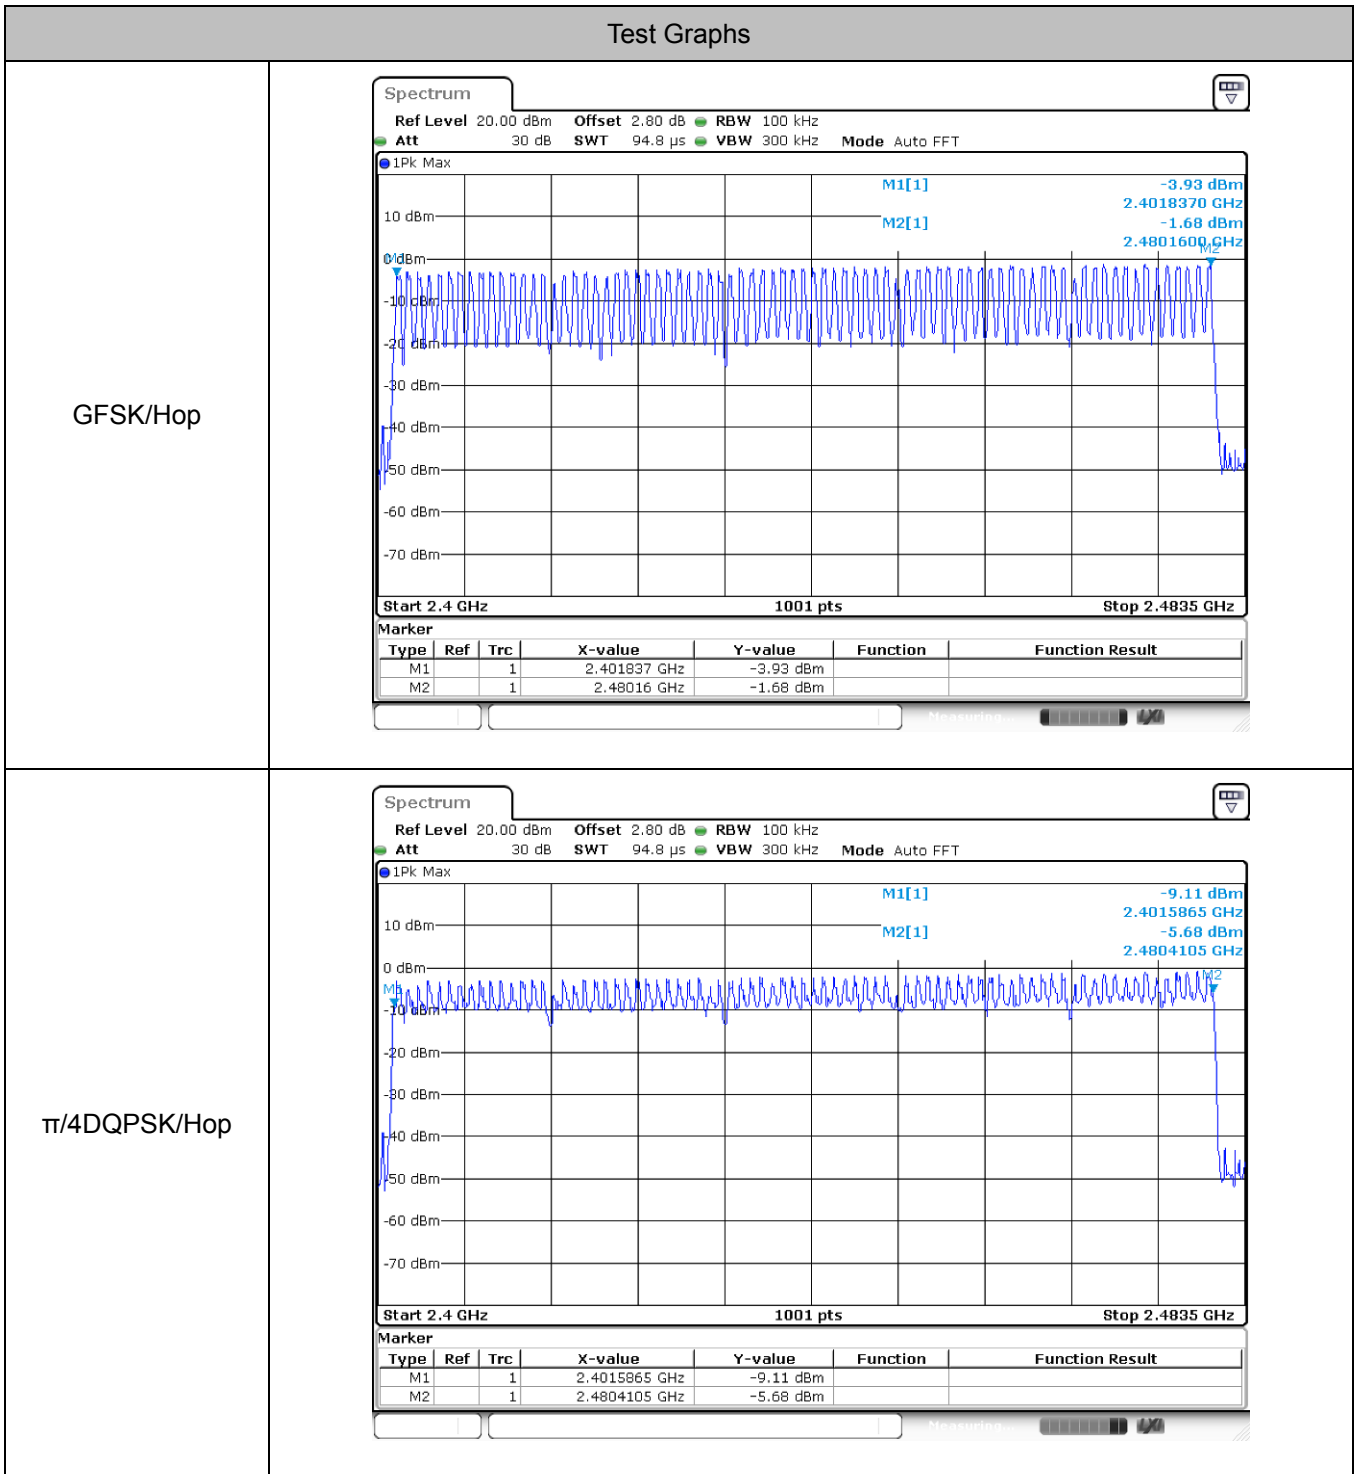 Test Graphs
GFSK/Hop
Spectrum
Ref Level 20.00 dBm Offset 2.80 dB RBW 100 kHz
Att 30 dB SWT 94.8 µs VBW 300 kHz Mode Auto FFT
1Pk Max
M1[1] -3.93 dBm
2.4018370 GHz
10 dBm
M2[1] -1.68 dBm
2.4801600 GHz
M2
0 dBm
M1
-10 dBm
-20 dBm
-30 dBm
-40 dBm
-50 dBm
-60 dBm
-70 dBm
Start 2.4 GHz 1001 pts Stop 2.4835 GHz
Marker
Type Ref Trc X-value Y-value Function Function Result
M1 1 2.401837 GHz -3.93 dBm
M2 1 2.48016 GHz -1.68 dBm
Measuring... LXI
π/4DQPSK/Hop
Spectrum
Ref Level 20.00 dBm Offset 2.80 dB RBW 100 kHz
Att 30 dB SWT 94.8 µs VBW 300 kHz Mode Auto FFT
1Pk Max
M1[1] -9.11 dBm
2.4015865 GHz
10 dBm
M2[1] -5.68 dBm
2.4804105 GHz
0 dBm
M2
M1
-10 dBm
-20 dBm
-30 dBm
-40 dBm
-50 dBm
-60 dBm
-70 dBm
Start 2.4 GHz 1001 pts Stop 2.4835 GHz
Marker
Type Ref Trc X-value Y-value Function Function Result
M1 1 2.4015865 GHz -9.11 dBm
M2 1 2.4804105 GHz -5.68 dBm
Measuring... LXI